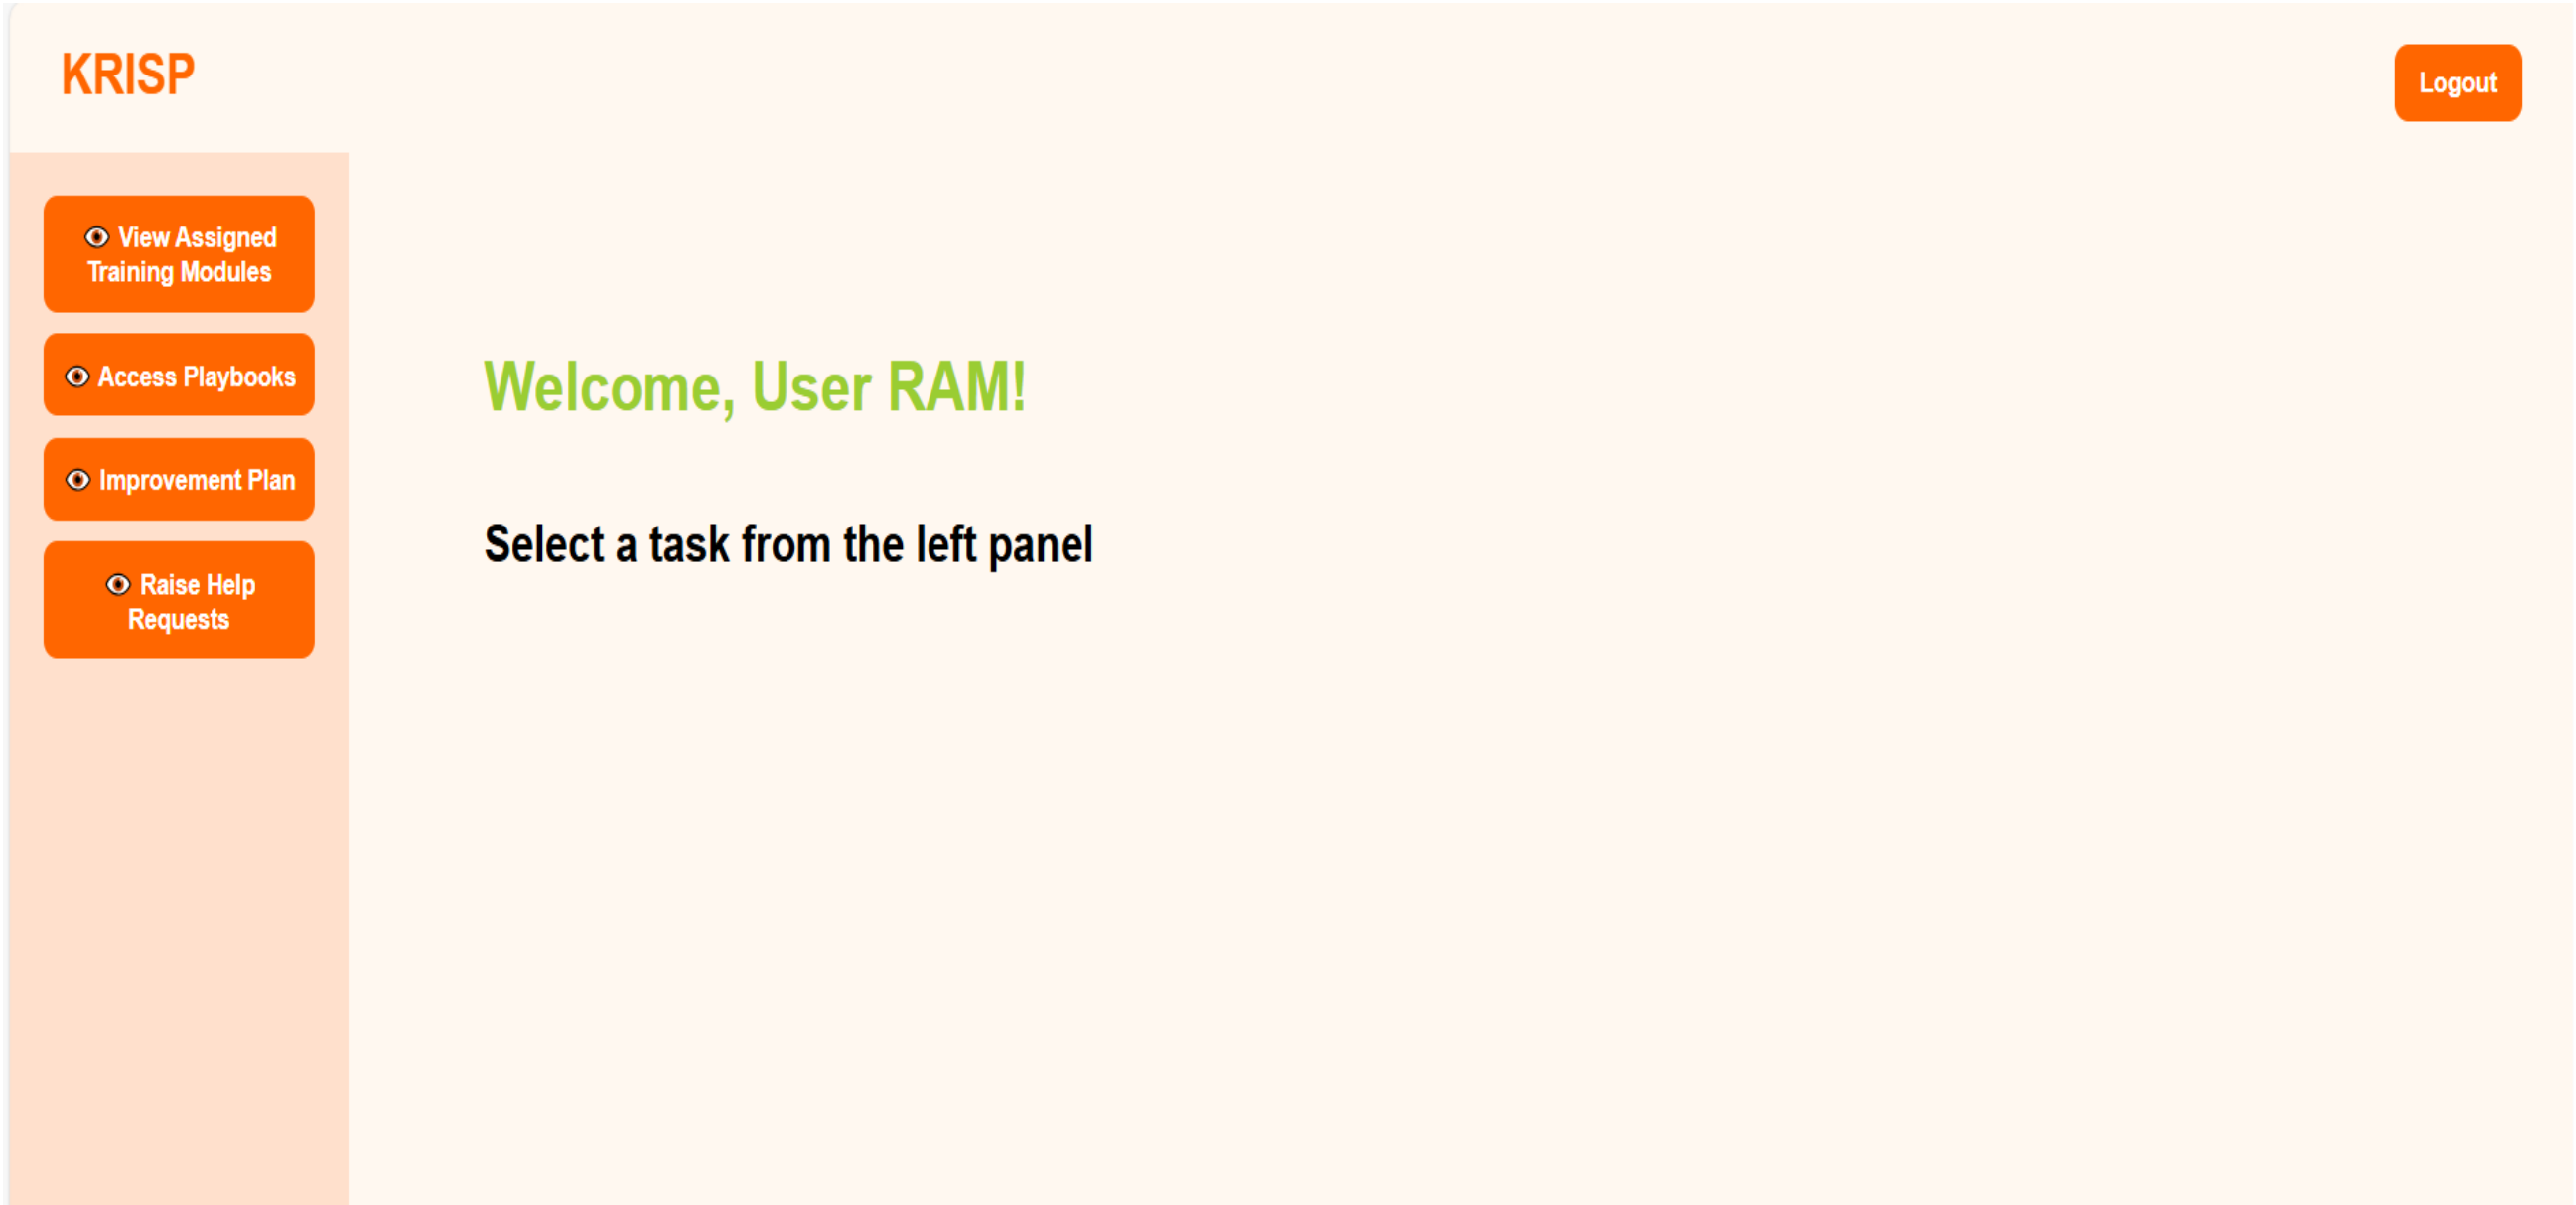 KRISP
Logout
View Assigned
Training Modules
Access Playbooks
Improvement Plan
Raise Help
Requests
Welcome, User RAM!
Select a task from the left panel